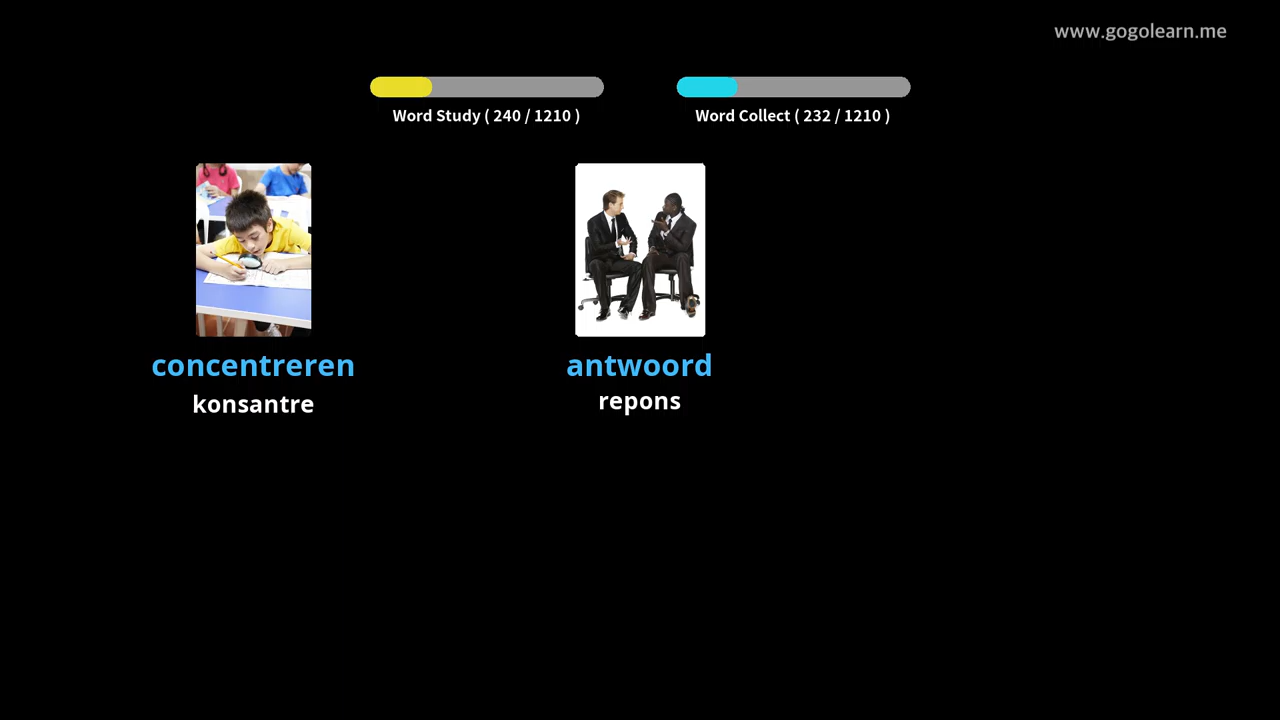 www.gogolearn.me
Word Study ( 240 / 1210 )
Word Collect ( 232 / 1210 )
concentreren
konsantre
antwoord
repons